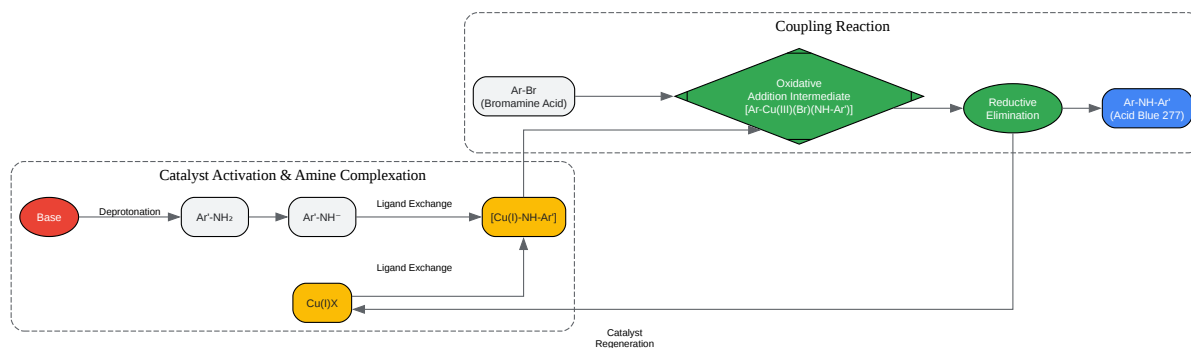 Coupling Reaction
Ar-Br
(Bromamine Acid)
Oxidative
Addition Intermediate
[Ar-Cu(III)(Br)(NH-Ar')]
Reductive
Elimination
Ar-NH-Ar'
(Acid Blue 277)
Catalyst Activation & Amine Complexation
Base
Deprotonation
Ar'-NH₂
Ar'-NH⁻
Ligand Exchange
[Cu(I)-NH-Ar']
Ligand Exchange
Cu(I)X
Catalyst
Regeneration